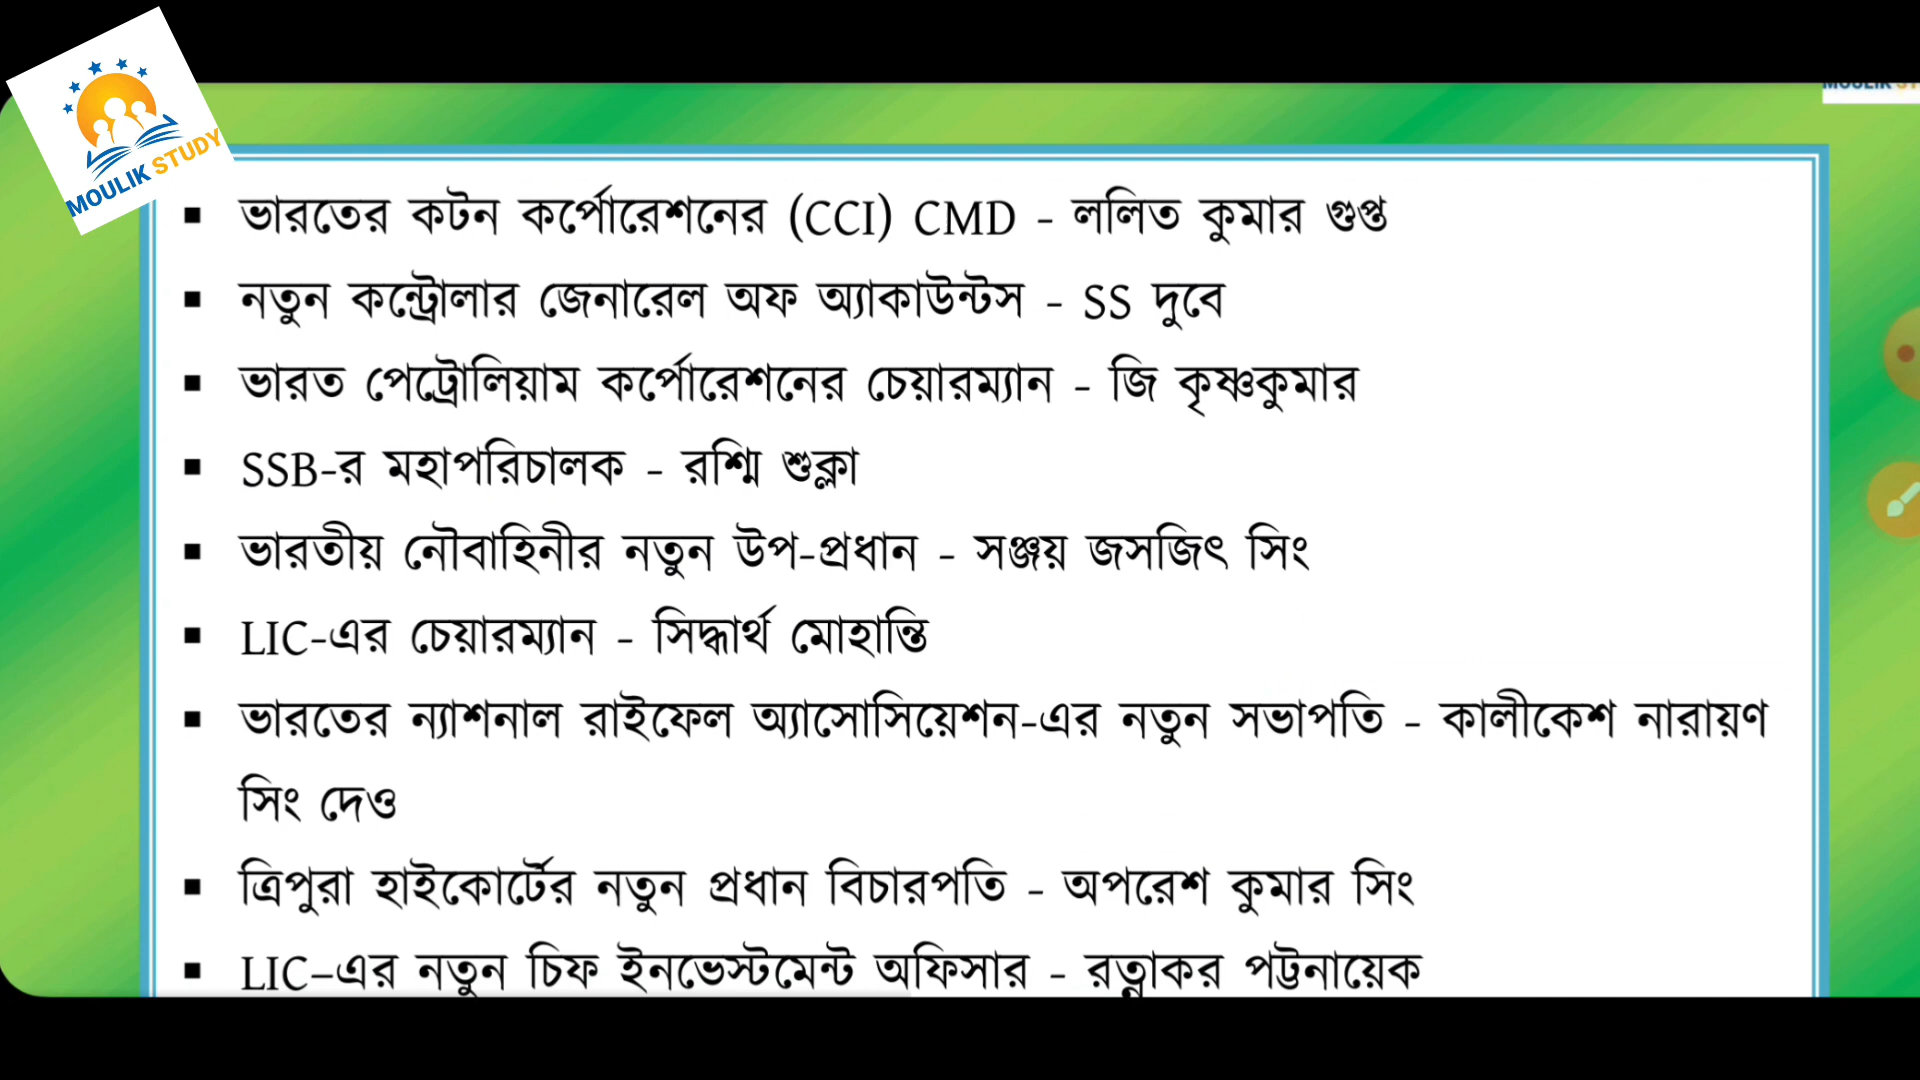 MOULIK STUDY
▪ ভারতের কটন কর্পোরেশনের (CCI) CMD - ললিত কুমার গুপ্ত
▪ নতুন কন্ট্রোলার জেনারেল অফ অ্যাকাউন্টস - SS দুবে
▪ ভারত পেট্রোলিয়াম কর্পোরেশনের চেয়ারম্যান - জি কৃষ্ণকুমার
▪ SSB-র মহাপরিচালক - রশ্মি শুক্লা
▪ ভারতীয় নৌবাহিনীর নতুন উপ-প্রধান - সঞ্জয় জসজিৎ সিং
▪ LIC-এর চেয়ারম্যান - সিদ্ধার্থ মোহান্তি
▪ ভারতের ন্যাশনাল রাইফেল অ্যাসোসিয়েশন-এর নতুন সভাপতি - কালীকেশ নারায়ণ
সিং দেও
▪ ত্রিপুরা হাইকোর্টের নতুন প্রধান বিচারপতি - অপরেশ কুমার সিং
▪ LIC–এর নতুন চিফ ইনভেস্টমেন্ট অফিসার - রত্নাকর পট্টনায়েক